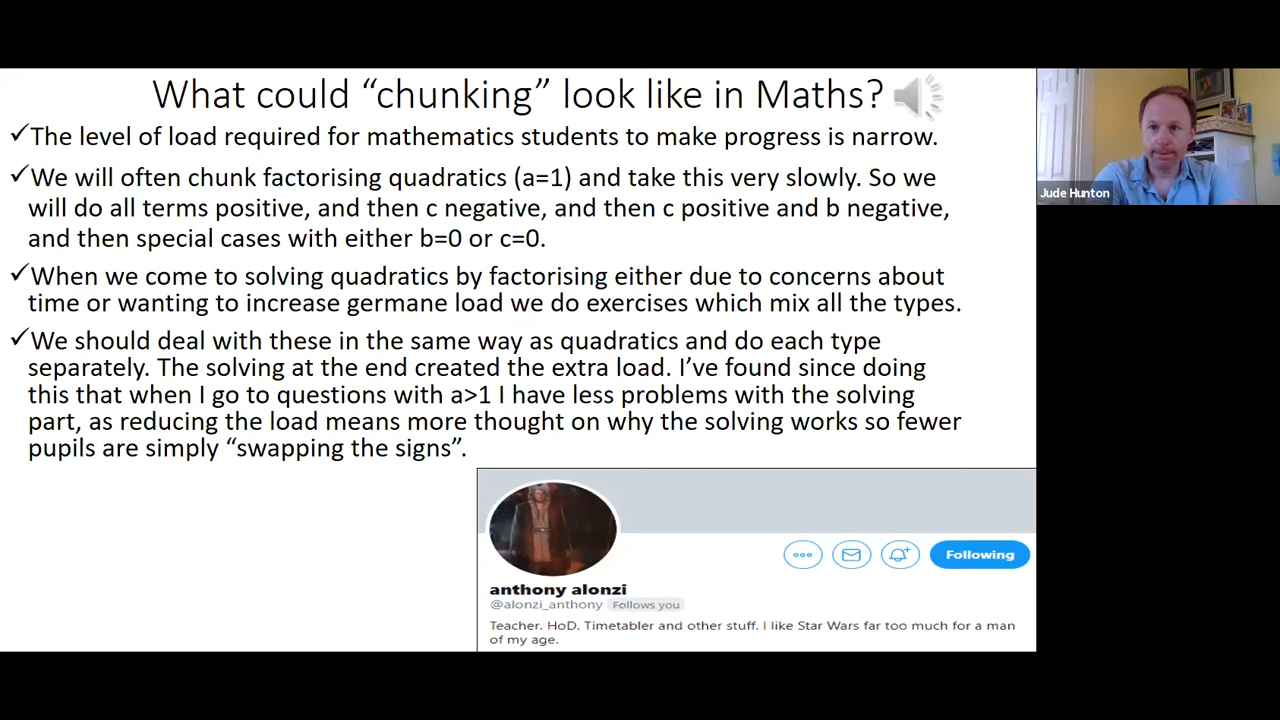 What could “chunking” look like in Maths?
✓The level of load required for mathematics students to make progress is narrow.
✓We will often chunk factorising quadratics (a=1) and take this very slowly. So we
will do all terms positive, and then c negative, and then c positive and b negative,
and then special cases with either b=0 or c=0.
✓When we come to solving quadratics by factorising either due to concerns about
time or wanting to increase germane load we do exercises which mix all the types.
✓We should deal with these in the same way as quadratics and do each type
separately. The solving at the end created the extra load. I’ve found since doing
this that when I go to questions with a>1 I have less problems with the solving
part, as reducing the load means more thought on why the solving works so fewer
pupils are simply “swapping the signs”.
Jude Hunton
Following
anthony alonzi
@alonzi_anthony Follows you
Teacher. HoD. Timetabler and other stuff. I like Star Wars far too much for a man
of my age.